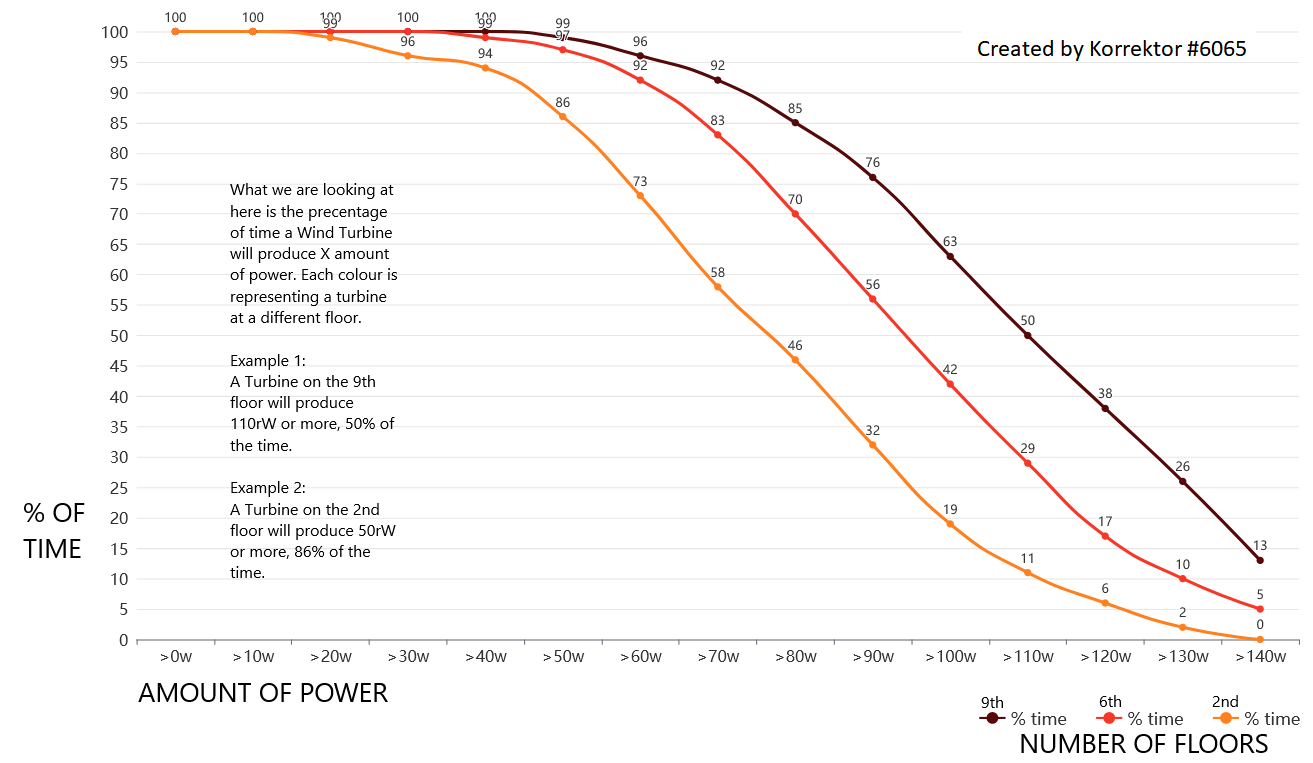 Created by Korrektor #6065
100 100 100 100 100 99 96 92 85 76 63 50 38 26 13
99 97 92 83 70 56 42 29 17 10 5
99 96 94 86 73 58 46 32 19 11 6 2 0
100
95
90
85
80
75
70
65
60
55
50
45
40
35
30
25
20
15
10
5
0
What we are looking at
here is the precentage
of time a Wind Turbine
will produce X amount
of power. Each colour is
representing a turbine
at a different floor.
Example 1:
A Turbine on the 9th
floor will produce
110rW or more, 50% of
the time.
Example 2:
A Turbine on the 2nd
floor will produce 50rW
or more, 86% of the
time.
% OF
TIME
>0w >10w >20w >30w >40w >50w >60w >70w >80w >90w >100w >110w >120w >130w >140w
AMOUNT OF POWER
9th 6th 2nd
% time % time % time
NUMBER OF FLOORS